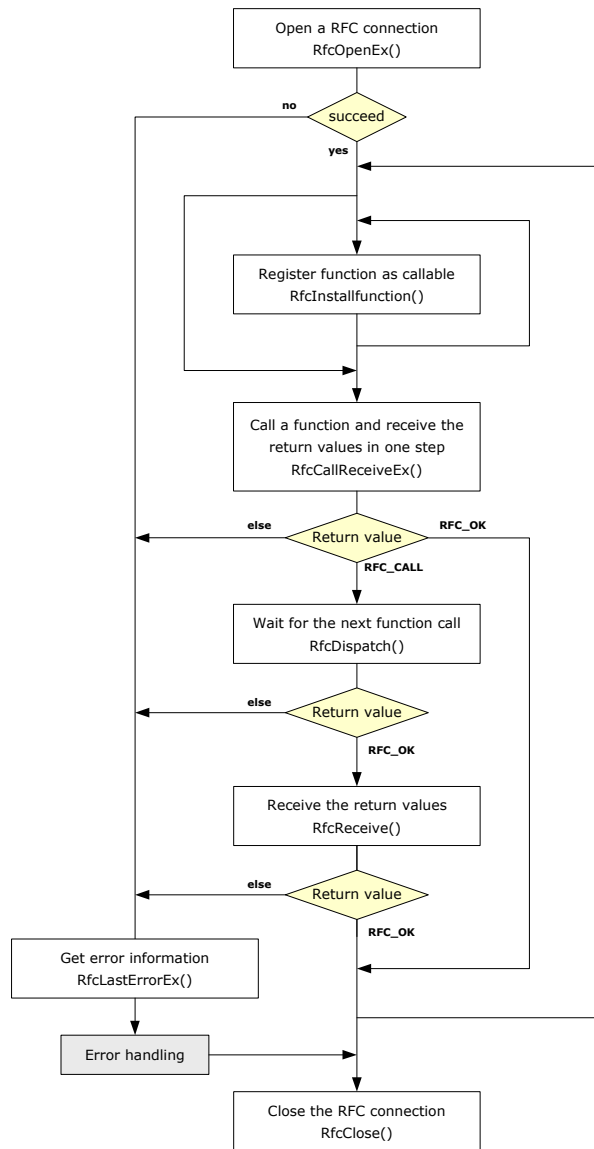 Open a RFC connection
RfcOpenEx()
no
succeed
yes
Register function as callable
RfcInstallfunction()
Call a function and receive the
return values in one step
RfcCallReceiveEx()
else
Return value
RFC_OK
RFC_CALL
Wait for the next function call
RfcDispatch()
else
Return value
RFC_OK
Receive the return values
RfcReceive()
else
Return value
RFC_OK
Get error information
RfcLastErrorEx()
Error handling
Close the RFC connection
RfcClose()